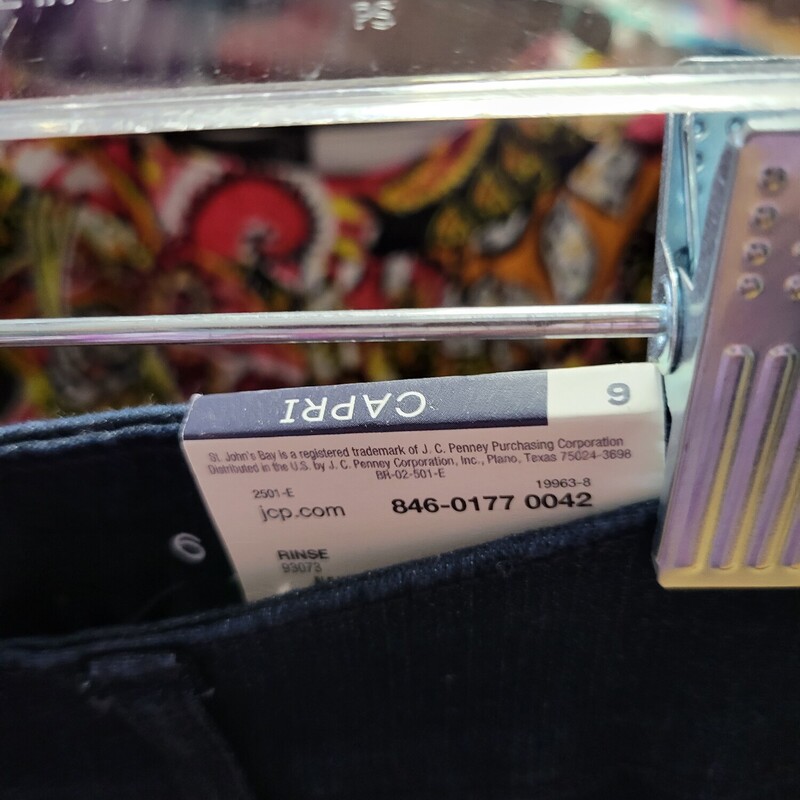 PS
CAPRI 6
St. John's Bay is a registered trademark of J. C. Penney Purchasing Corporation
Distributed in the U.S. by J. C. Penney Corporation, Inc., Plano, Texas 75024-3698
BR-02-501-E
2501-E 19963-8
jcp.com 846-0177 0042
6
RINSE
93073